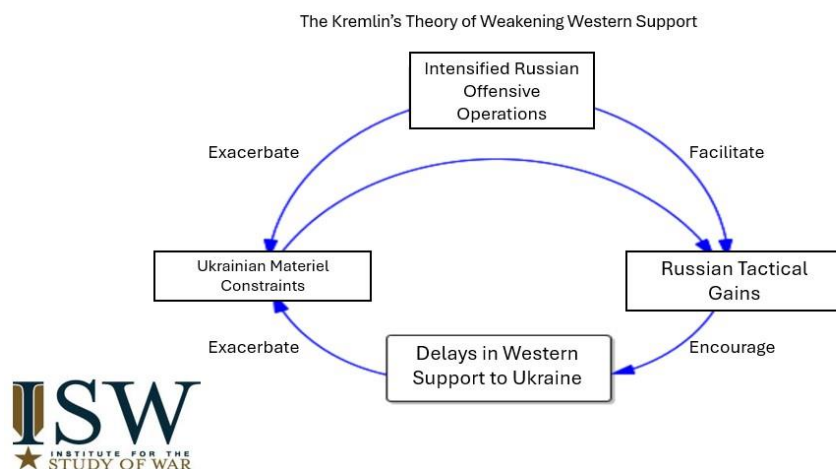 The Kremlin's Theory of Weakening Western Support
Intensified Russian
Offensive
Operations
Exacerbate
Facilitate
Ukrainian Materiel
Constraints
Russian Tactical
Gains
Exacerbate
Delays in Western
Support to Ukraine
Encourage
ISW
INSTITUTE FOR THE
STUDY OF WAR